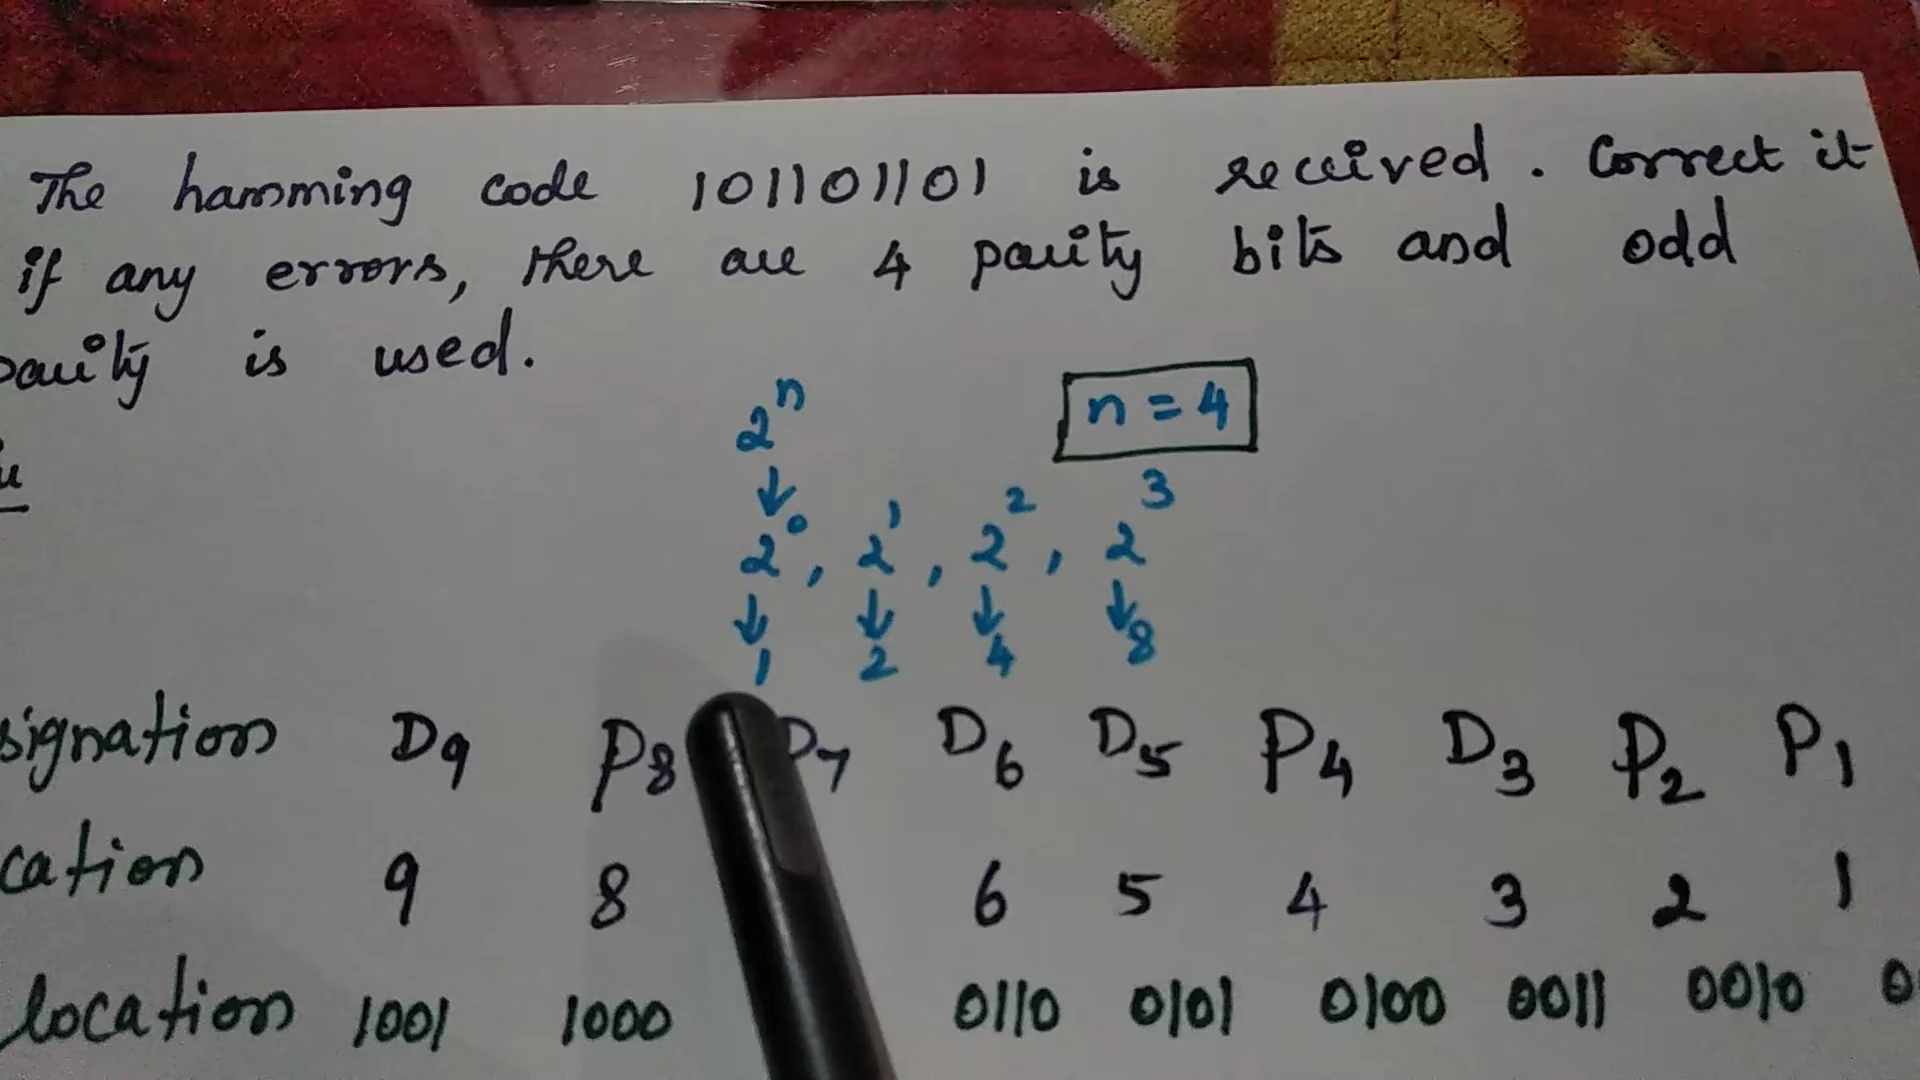 The hamming code 101101101 is received. Correct it
if any errors, there are 4 parity bits and odd
parity is used.
2^n n = 4
2^0, 2^1, 2^2, 2^3
1 2 4 8
signation D9 P8 D7 D6 D5 P4 D3 P2 P1
cation 9 8 6 5 4 3 2 1
location 1001 1000 0110 0101 0100 0011 0010